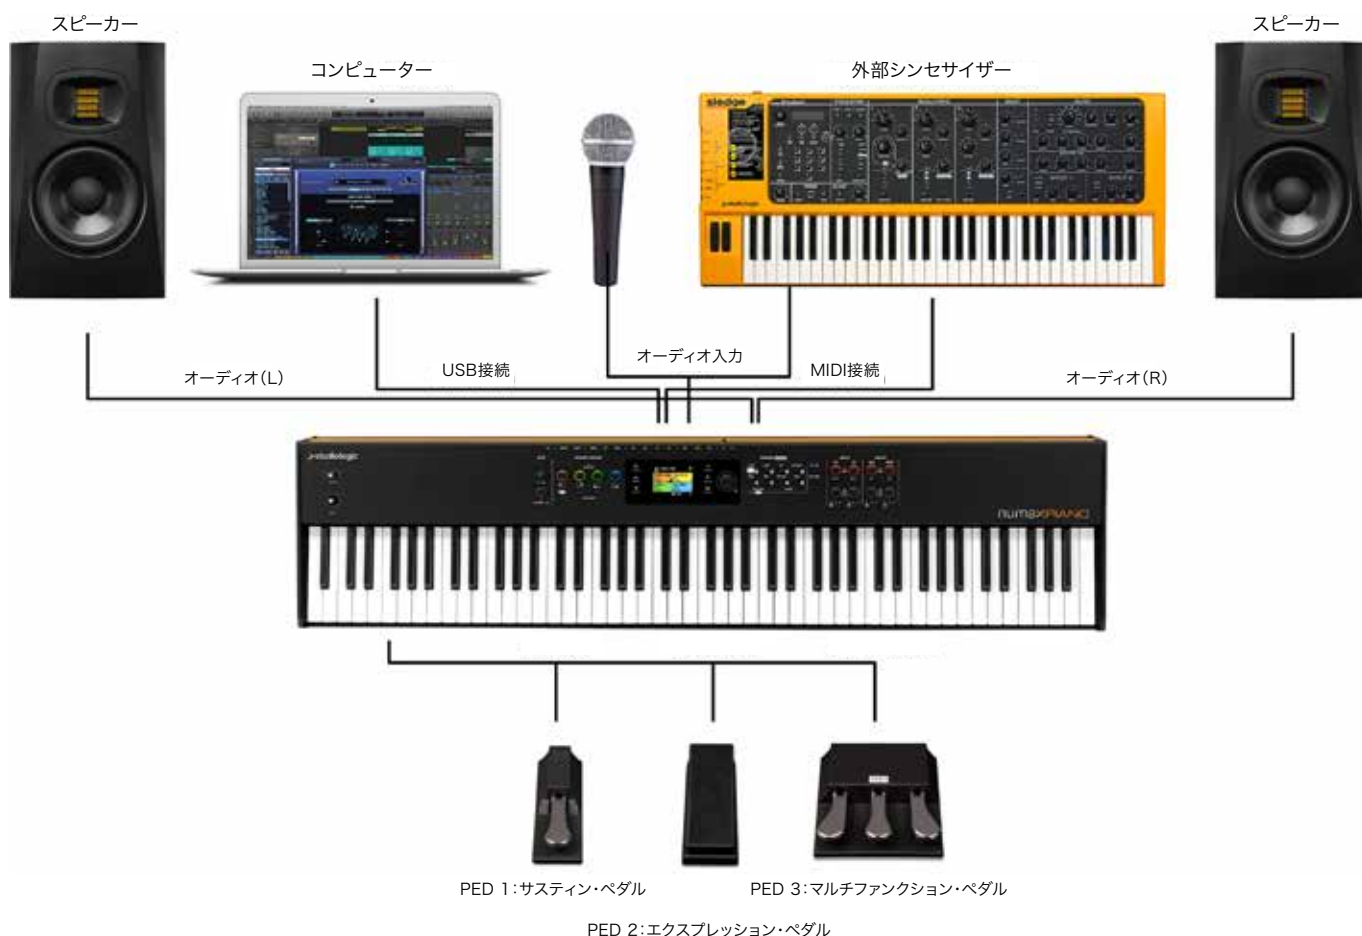 スピーカー
スピーカー
コンピューター
外部シンセサイザー
sledge
studiologic
オーディオ入力
USB接続
MIDI接続
オーディオ(L)
オーディオ(R)
studiologic
numaxPIANO
PED 1:サスティン・ペダル
PED 3:マルチファンクション・ペダル
PED 2:エクスプレッション・ペダル